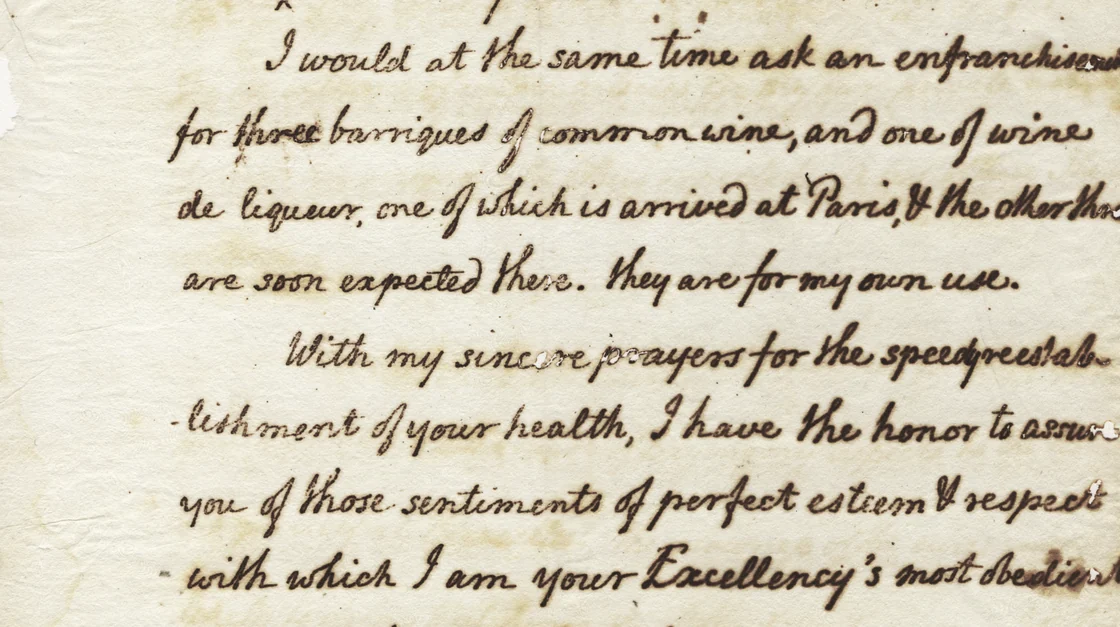 I would at the same time ask an enfranchisement
for three barriques of common wine, and one of wine
de liqueur, one of which is arrived at Paris, & the other three
are soon expected there. they are for my own use.
With my sincere prayers for the speedy reestab-
-lishment of your health, I have the honor to assure
you of those sentiments of perfect esteem & respect
with which I am your Excellency's most obedient